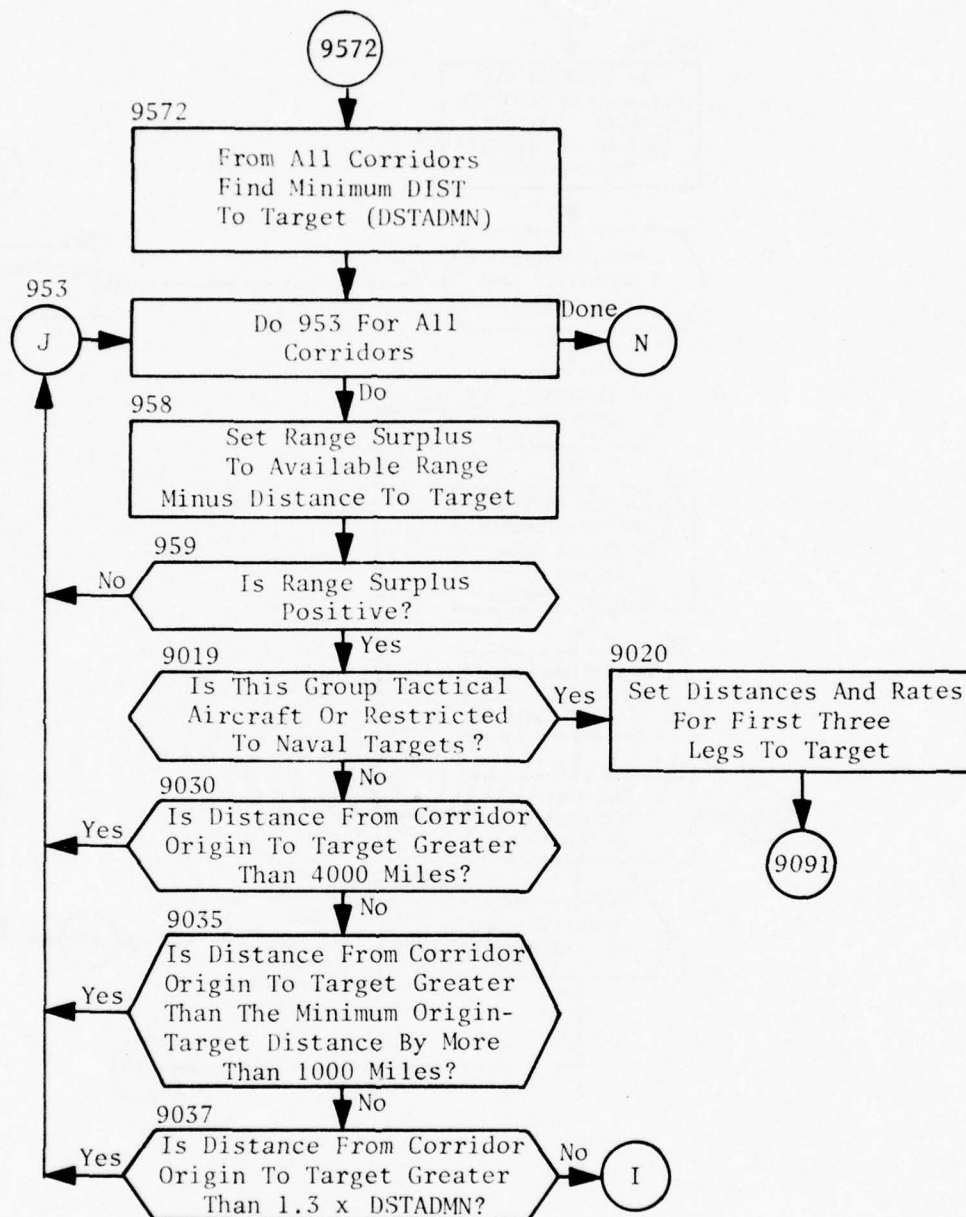 9572
9572
From All Corridors
Find Minimum DIST
To Target (DSTADMN)
953
J
Do 953 For All
Corridors
Done
N
Do
958
Set Range Surplus
To Available Range
Minus Distance To Target
959
No
Is Range Surplus
Positive?
Yes
9019
Is This Group Tactical
Aircraft Or Restricted
To Naval Targets?
Yes
9020
Set Distances And Rates
For First Three
Legs To Target
9091
No
9030
Yes
Is Distance From Corridor
Origin To Target Greater
Than 4000 Miles?
No
9035
Yes
Is Distance From Corridor
Origin To Target Greater
Than The Minimum Origin-
Target Distance By More
Than 1000 Miles?
No
9037
Yes
Is Distance From Corridor
Origin To Target Greater
Than 1.3 x DSTADMN?
No
I